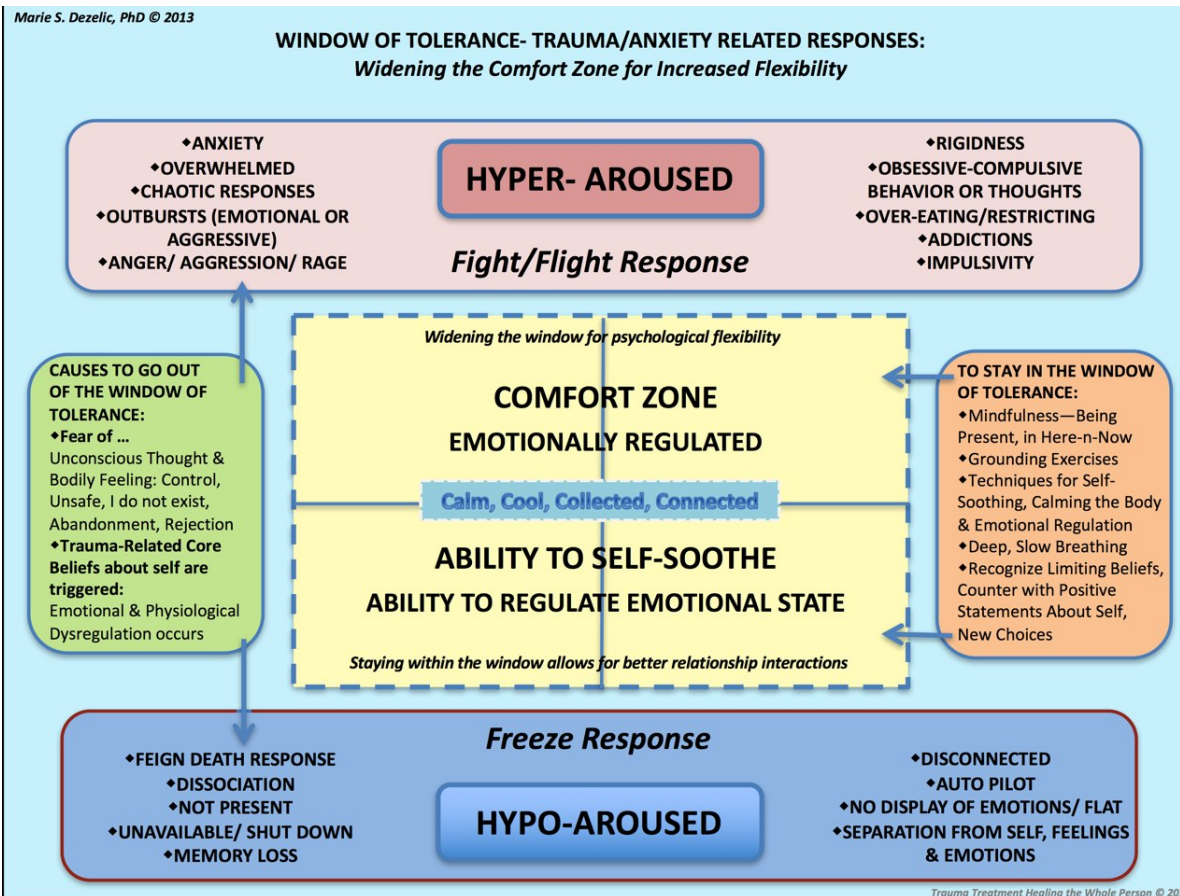 Marie S. Dezelic, PhD © 2013
WINDOW OF TOLERANCE- TRAUMA/ANXIETY RELATED RESPONSES:
Widening the Comfort Zone for Increased Flexibility
◆ANXIETY
◆OVERWHELMED
◆CHAOTIC RESPONSES
◆OUTBURSTS (EMOTIONAL OR
AGGRESSIVE)
◆ANGER/ AGGRESSION/ RAGE
HYPER- AROUSED
Fight/Flight Response
◆RIGIDNESS
◆OBSESSIVE-COMPULSIVE
BEHAVIOR OR THOUGHTS
◆OVER-EATING/RESTRICTING
◆ADDICTIONS
◆IMPULSIVITY
CAUSES TO GO OUT
OF THE WINDOW OF
TOLERANCE:
◆Fear of …
Unconscious Thought &
Bodily Feeling: Control,
Unsafe, I do not exist,
Abandonment, Rejection
◆Trauma-Related Core
Beliefs about self are
triggered:
Emotional & Physiological
Dysregulation occurs
Widening the window for psychological flexibility
COMFORT ZONE
EMOTIONALLY REGULATED
Calm, Cool, Collected, Connected
ABILITY TO SELF-SOOTHE
ABILITY TO REGULATE EMOTIONAL STATE
Staying within the window allows for better relationship interactions
TO STAY IN THE WINDOW
OF TOLERANCE:
◆Mindfulness—Being
Present, in Here-n-Now
◆Grounding Exercises
◆Techniques for Self-
Soothing, Calming the Body
& Emotional Regulation
◆Deep, Slow Breathing
◆Recognize Limiting Beliefs,
Counter with Positive
Statements About Self,
New Choices
Freeze Response
◆FEIGN DEATH RESPONSE
◆DISSOCIATION
◆NOT PRESENT
◆UNAVAILABLE/ SHUT DOWN
◆MEMORY LOSS
HYPO-AROUSED
◆DISCONNECTED
◆AUTO PILOT
◆NO DISPLAY OF EMOTIONS/ FLAT
◆SEPARATION FROM SELF, FEELINGS
& EMOTIONS
Trauma Treatment Healing the Whole Person ©